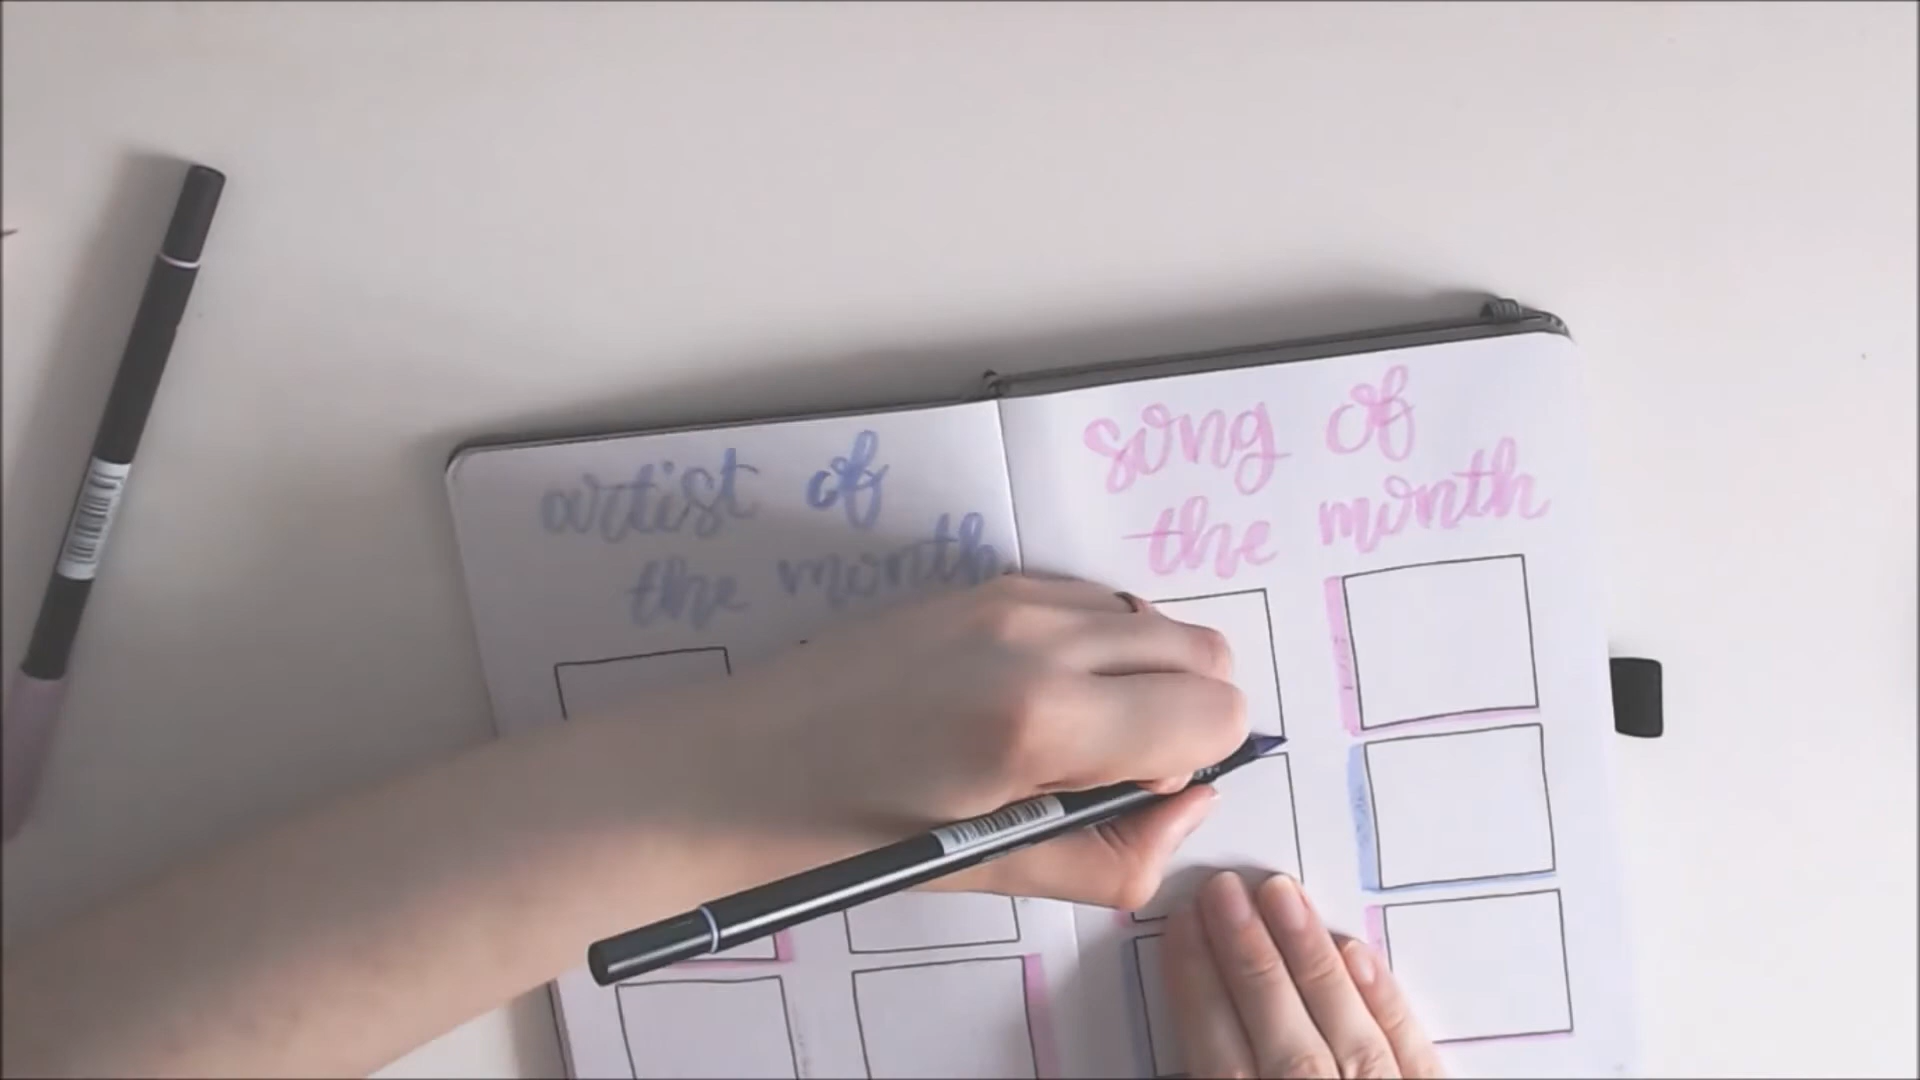 artist of
the month
song of
the month